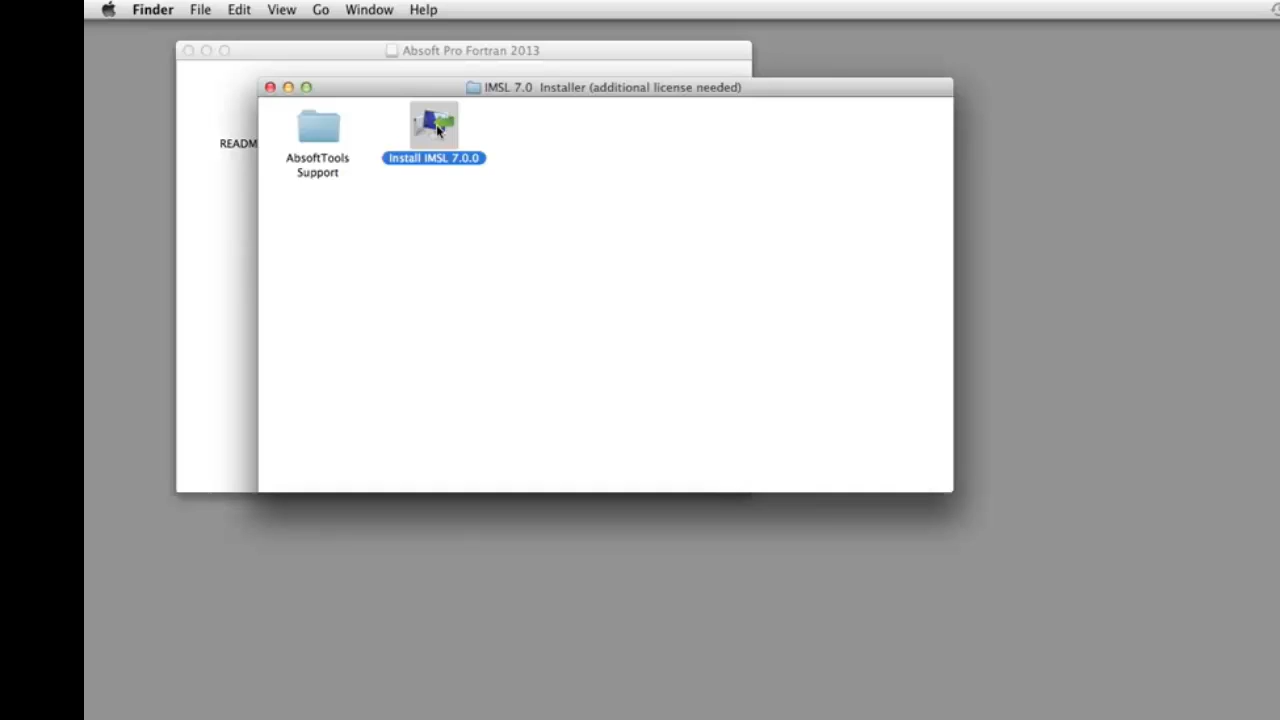 Finder File Edit View Go Window Help
Absoft Pro Fortran 2013
IMSL 7.0 Installer (additional license needed)
READM
AbsoftTools
Support
Install IMSL 7.0.0